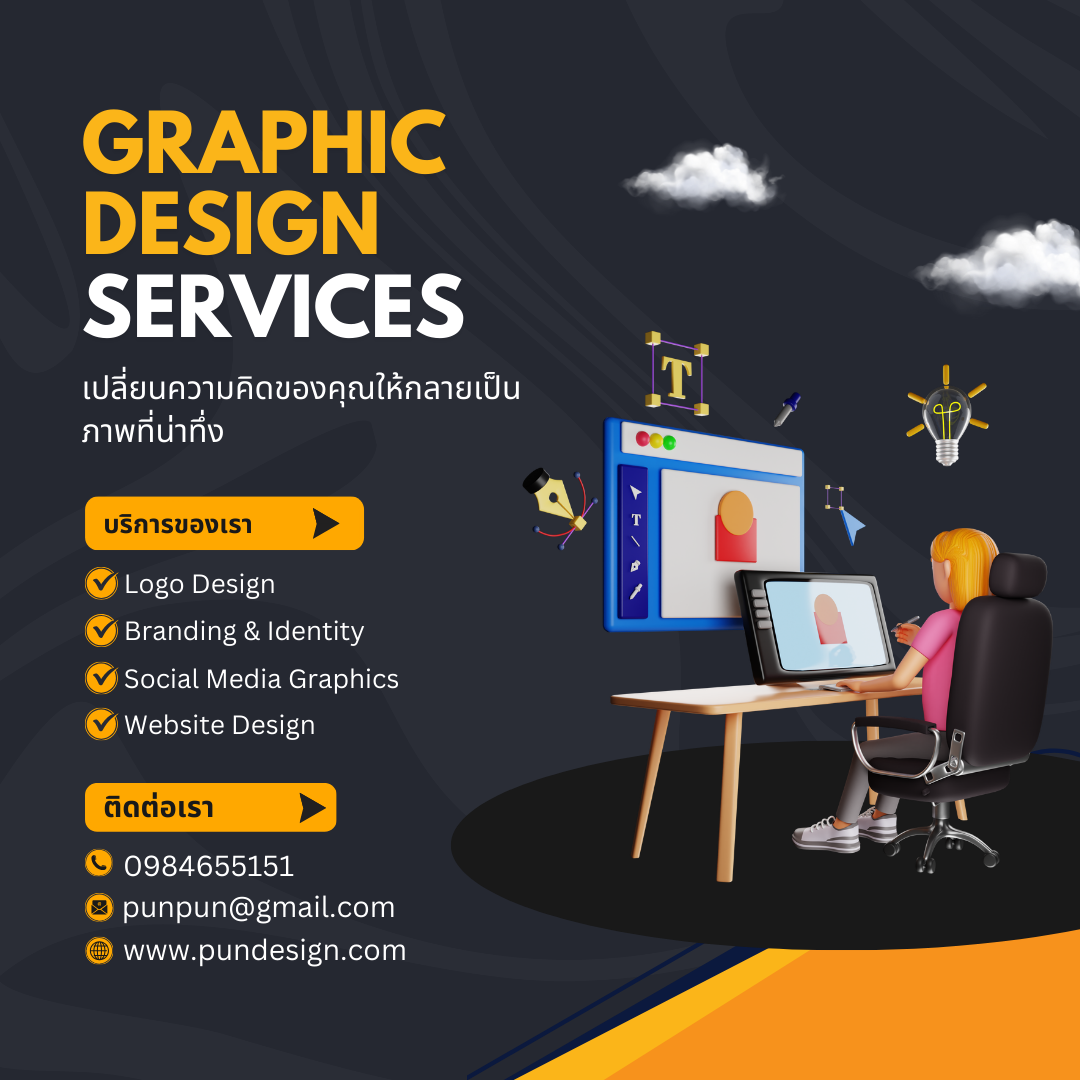 GRAPHIC
DESIGN
SERVICES
เปลี่ยนความคิดของคุณให้กลายเป็น
ภาพที่น่าทึ่ง
บริการของเรา
Logo Design
Branding & Identity
Social Media Graphics
Website Design
ติดต่อเรา
0984655151
punpun@gmail.com
www.pundesign.com
T
T